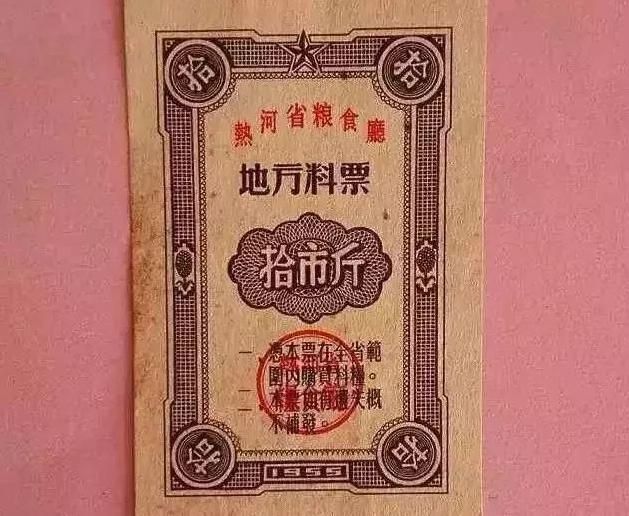 拾 拾
熱河省粮食廳
地方料票
拾市斤
一、憑本票在全省範
圍内購買料糧。
二、本票如有遺失概
不補發。
拾 拾
1955